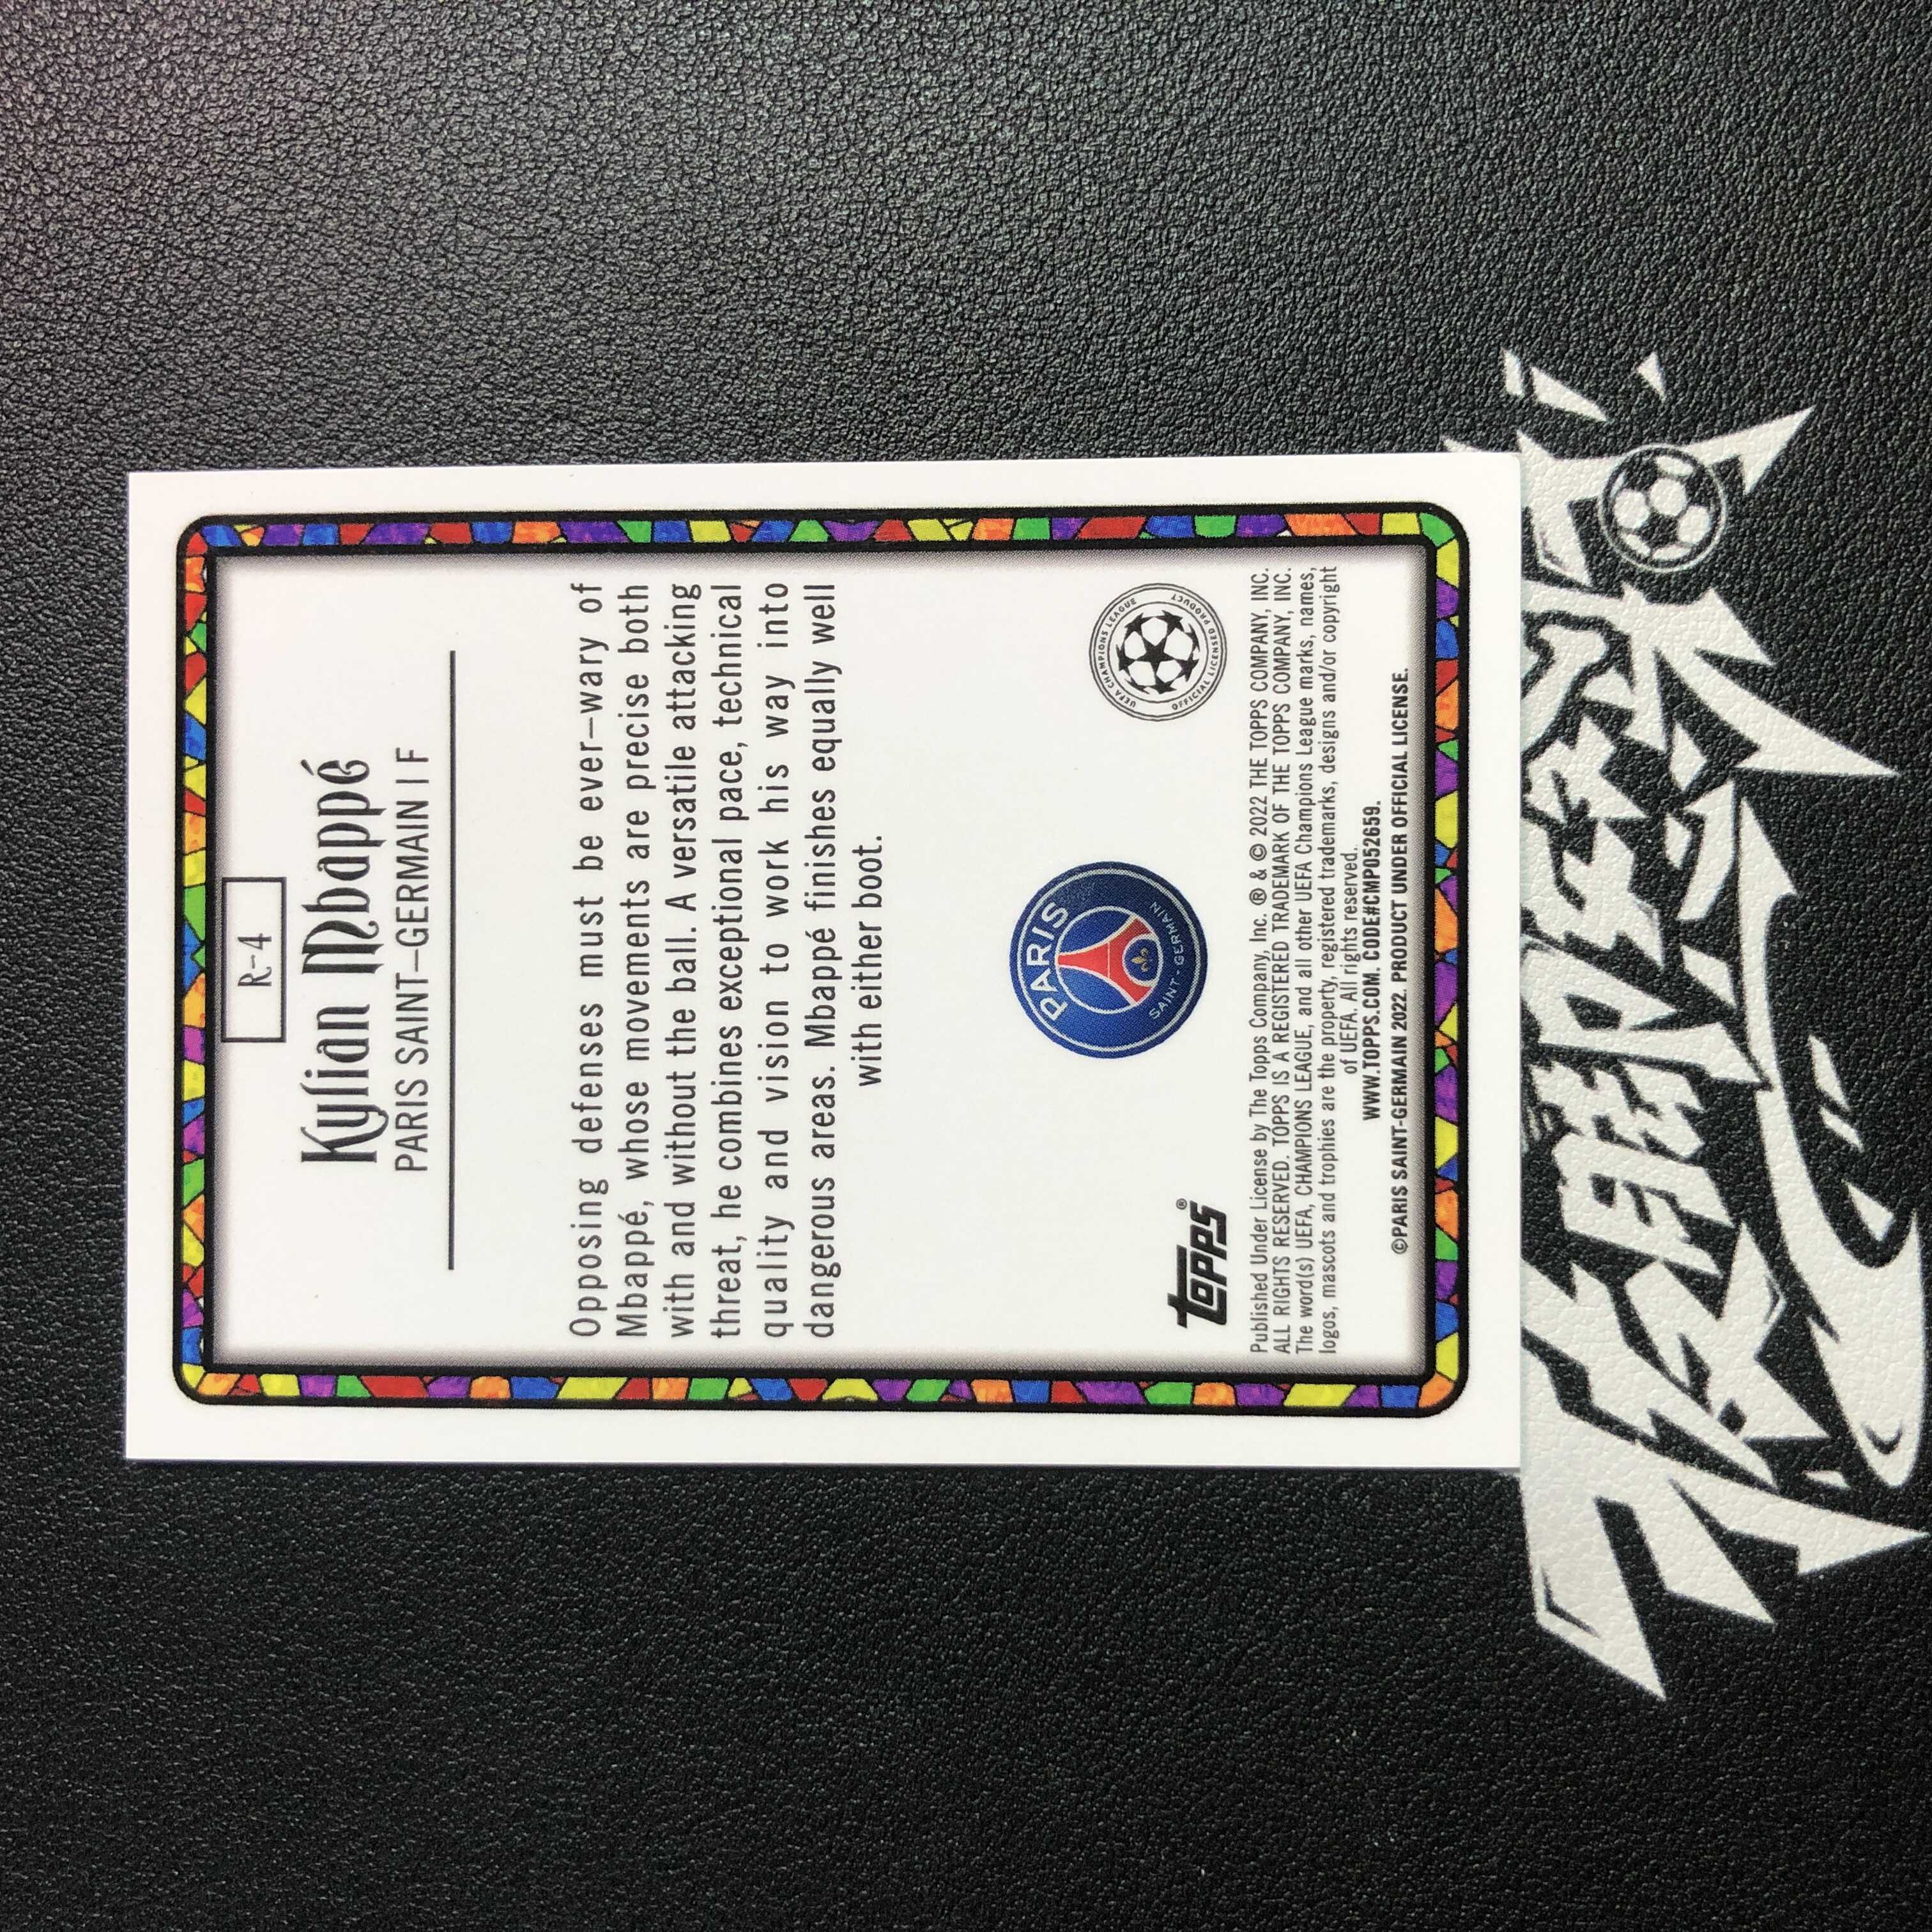 R-4
Kylian Mbappé
PARIS SAINT-GERMAIN | F
Opposing defenses must be ever-wary of
Mbappé, whose movements are precise both
with and without the ball. A versatile attacking
threat, he combines exceptional pace, technical
quality and vision to work his way into
dangerous areas. Mbappé finishes equally well
with either boot.
PARIS
SAINT-GERMAIN
UEFA CHAMPIONS LEAGUE
OFFICIAL LICENSED PRODUCT
topps®
Published Under License by The Topps Company, Inc. ® & © 2022 THE TOPPS COMPANY, INC.
ALL RIGHTS RESERVED. TOPPS IS A REGISTERED TRADEMARK OF THE TOPPS COMPANY, INC.
The word(s) UEFA, CHAMPIONS LEAGUE, and all other UEFA Champions League marks, names,
logos, mascots and trophies are the property, registered trademarks, designs and/or copyright
of UEFA. All rights reserved.
WWW.TOPPS.COM. CODE#CMP052659.
©PARIS SAINT-GERMAIN 2022. PRODUCT UNDER OFFICIAL LICENSE.